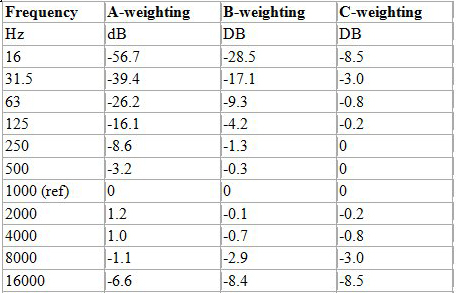 Frequency A-weighting B-weighting C-weighting
Hz dB DB DB
16 -56.7 -28.5 -8.5
31.5 -39.4 -17.1 -3.0
63 -26.2 -9.3 -0.8
125 -16.1 -4.2 -0.2
250 -8.6 -1.3 0
500 -3.2 -0.3 0
1000 (ref) 0 0 0
2000 1.2 -0.1 -0.2
4000 1.0 -0.7 -0.8
8000 -1.1 -2.9 -3.0
16000 -6.6 -8.4 -8.5